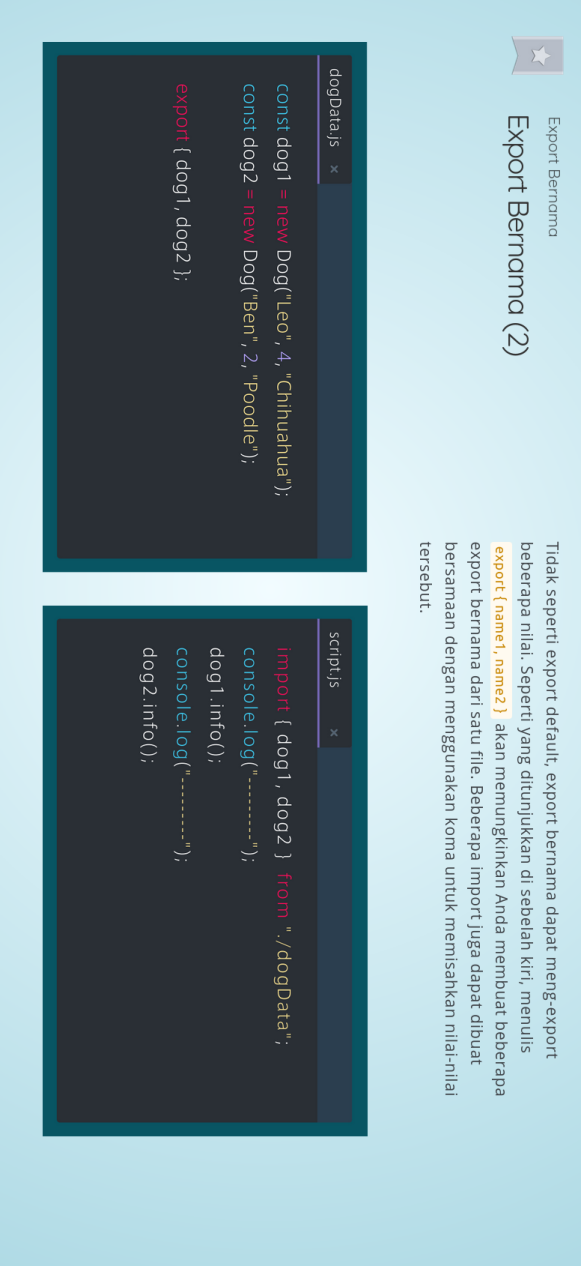 Export Bernama
Export Bernama (2)
Tidak seperti export default, export bernama dapat meng-export
beberapa nilai. Seperti yang ditunjukkan di sebelah kiri, menulis
export { name1, name2 } akan memungkinkan Anda membuat beberapa
export bernama dari satu file. Beberapa import juga dapat dibuat
bersamaan dengan menggunakan koma untuk memisahkan nilai-nilai
tersebut.
dogData.js ×
const dog1 = new Dog("Leo", 4, "Chihuahua");
const dog2 = new Dog("Ben", 2, "Poodle");
export { dog1, dog2 };
script.js ×
import { dog1, dog2 } from "./dogData";
console.log("---------");
dog1.info();
console.log("---------");
dog2.info();